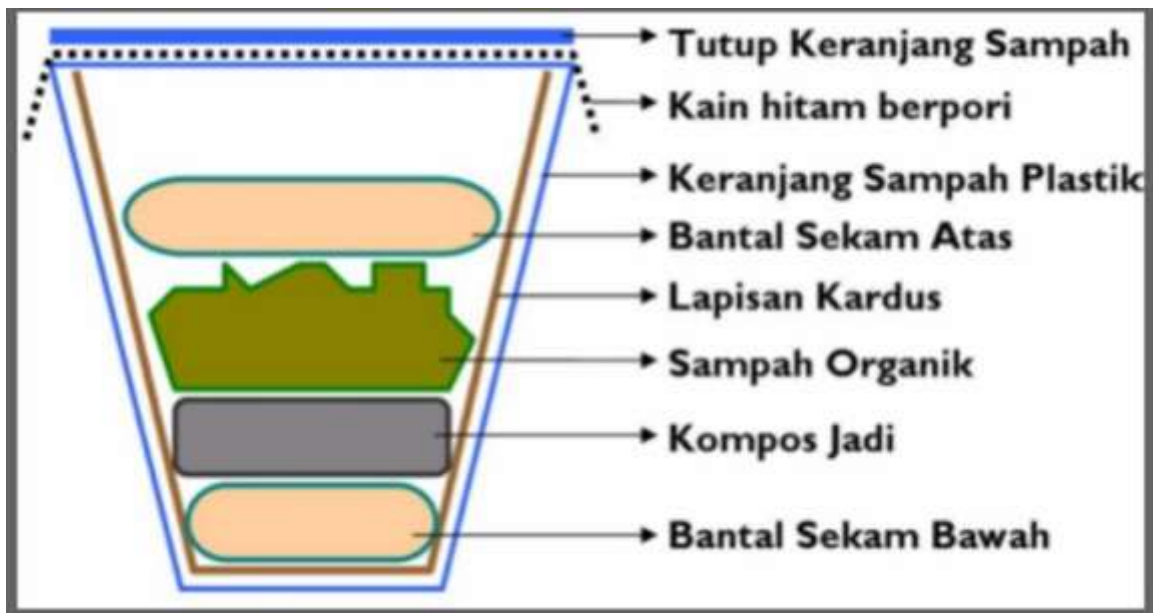 Tutup Keranjang Sampah
Kain hitam berpori
Keranjang Sampah Plastik
Bantal Sekam Atas
Lapisan Kardus
Sampah Organik
Kompos Jadi
Bantal Sekam Bawah